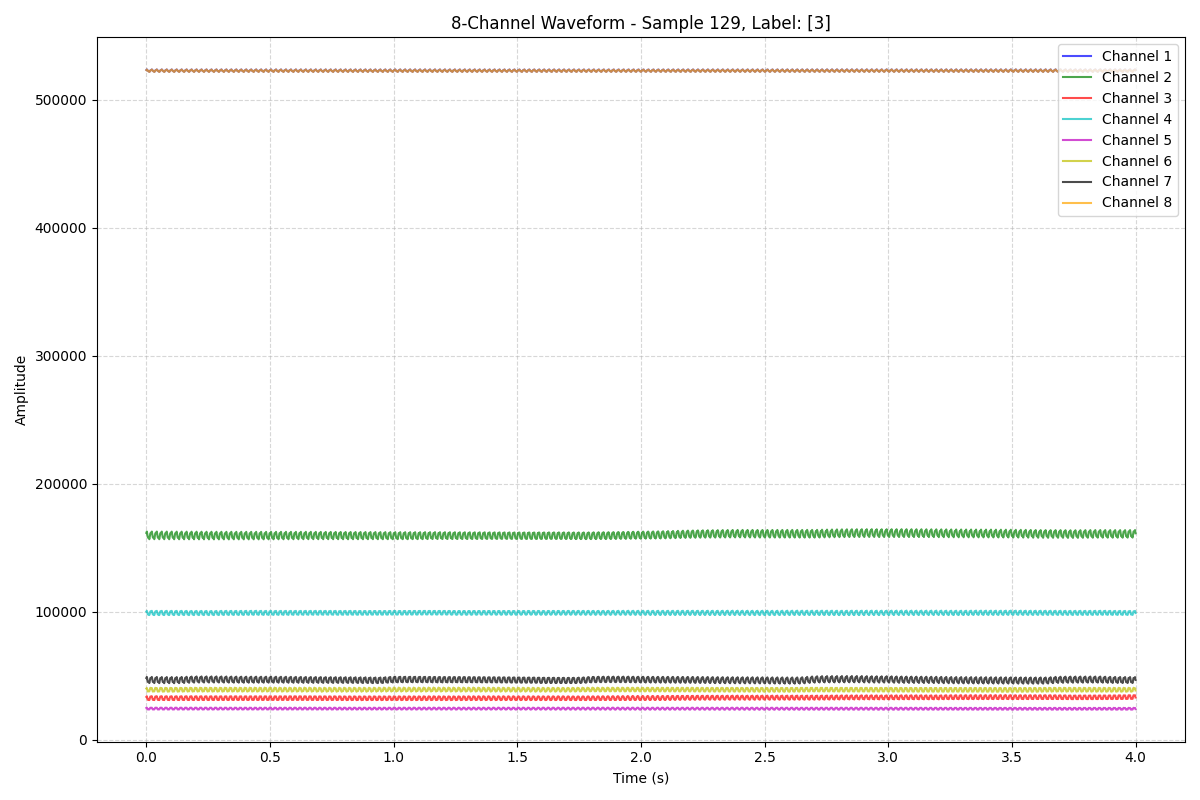 8-Channel Waveform - Sample 129, Label: [3]
Channel 1
Channel 2
Channel 3
Channel 4
Channel 5
Channel 6
Channel 7
Channel 8
500000
400000
300000
200000
100000
0
Amplitude
0.0 0.5 1.0 1.5 2.0 2.5 3.0 3.5 4.0
Time (s)